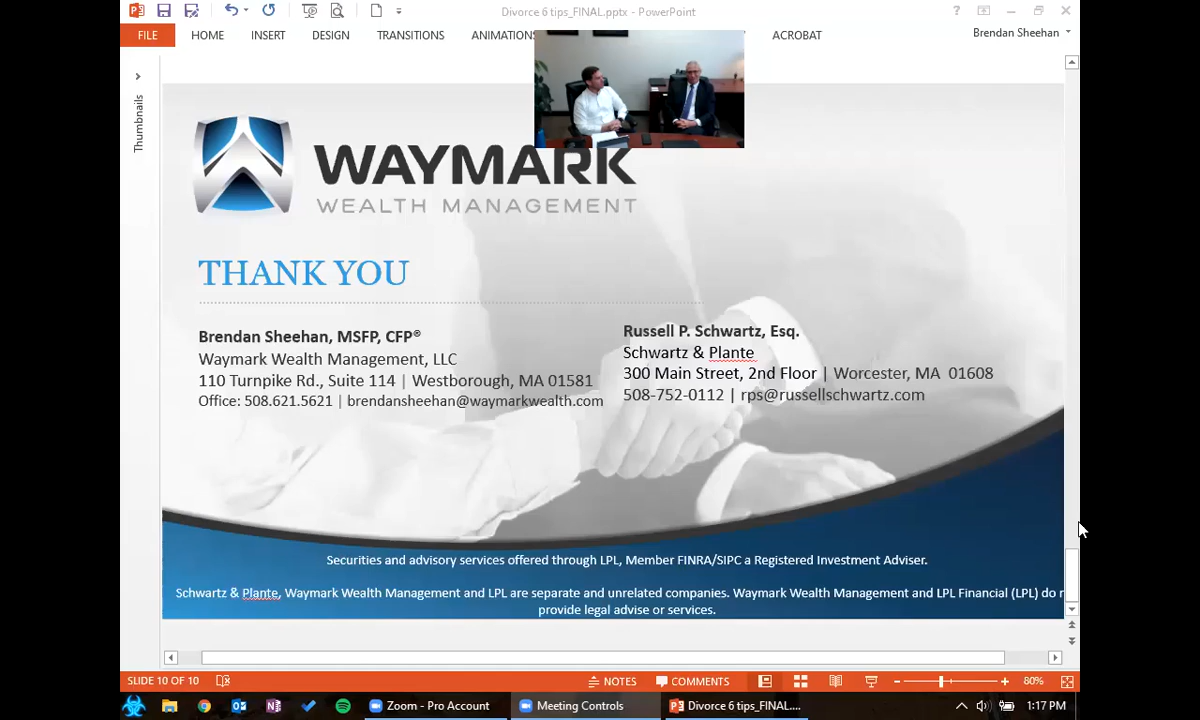 Divorce 6 tips_FINAL.pptx - PowerPoint
FILE HOME INSERT DESIGN TRANSITIONS ANIMATIONS ACROBAT Brendan Sheehan
Thumbnails
WAYMARK
WEALTH MANAGEMENT
THANK YOU
Brendan Sheehan, MSFP, CFP®
Waymark Wealth Management, LLC
110 Turnpike Rd., Suite 114 | Westborough, MA 01581
Office: 508.621.5621 | brendansheehan@waymarkwealth.com
Russell P. Schwartz, Esq.
Schwartz & Plante
300 Main Street, 2nd Floor | Worcester, MA 01608
508-752-0112 | rps@russellschwartz.com
Securities and advisory services offered through LPL, Member FINRA/SIPC a Registered Investment Adviser.
Schwartz & Plante, Waymark Wealth Management and LPL are separate and unrelated companies. Waymark Wealth Management and LPL Financial (LPL) do
provide legal advise or services.
SLIDE 10 OF 10 NOTES COMMENTS 80%
Zoom - Pro Account Meeting Controls Divorce 6 tips_FINAL.... 1:17 PM